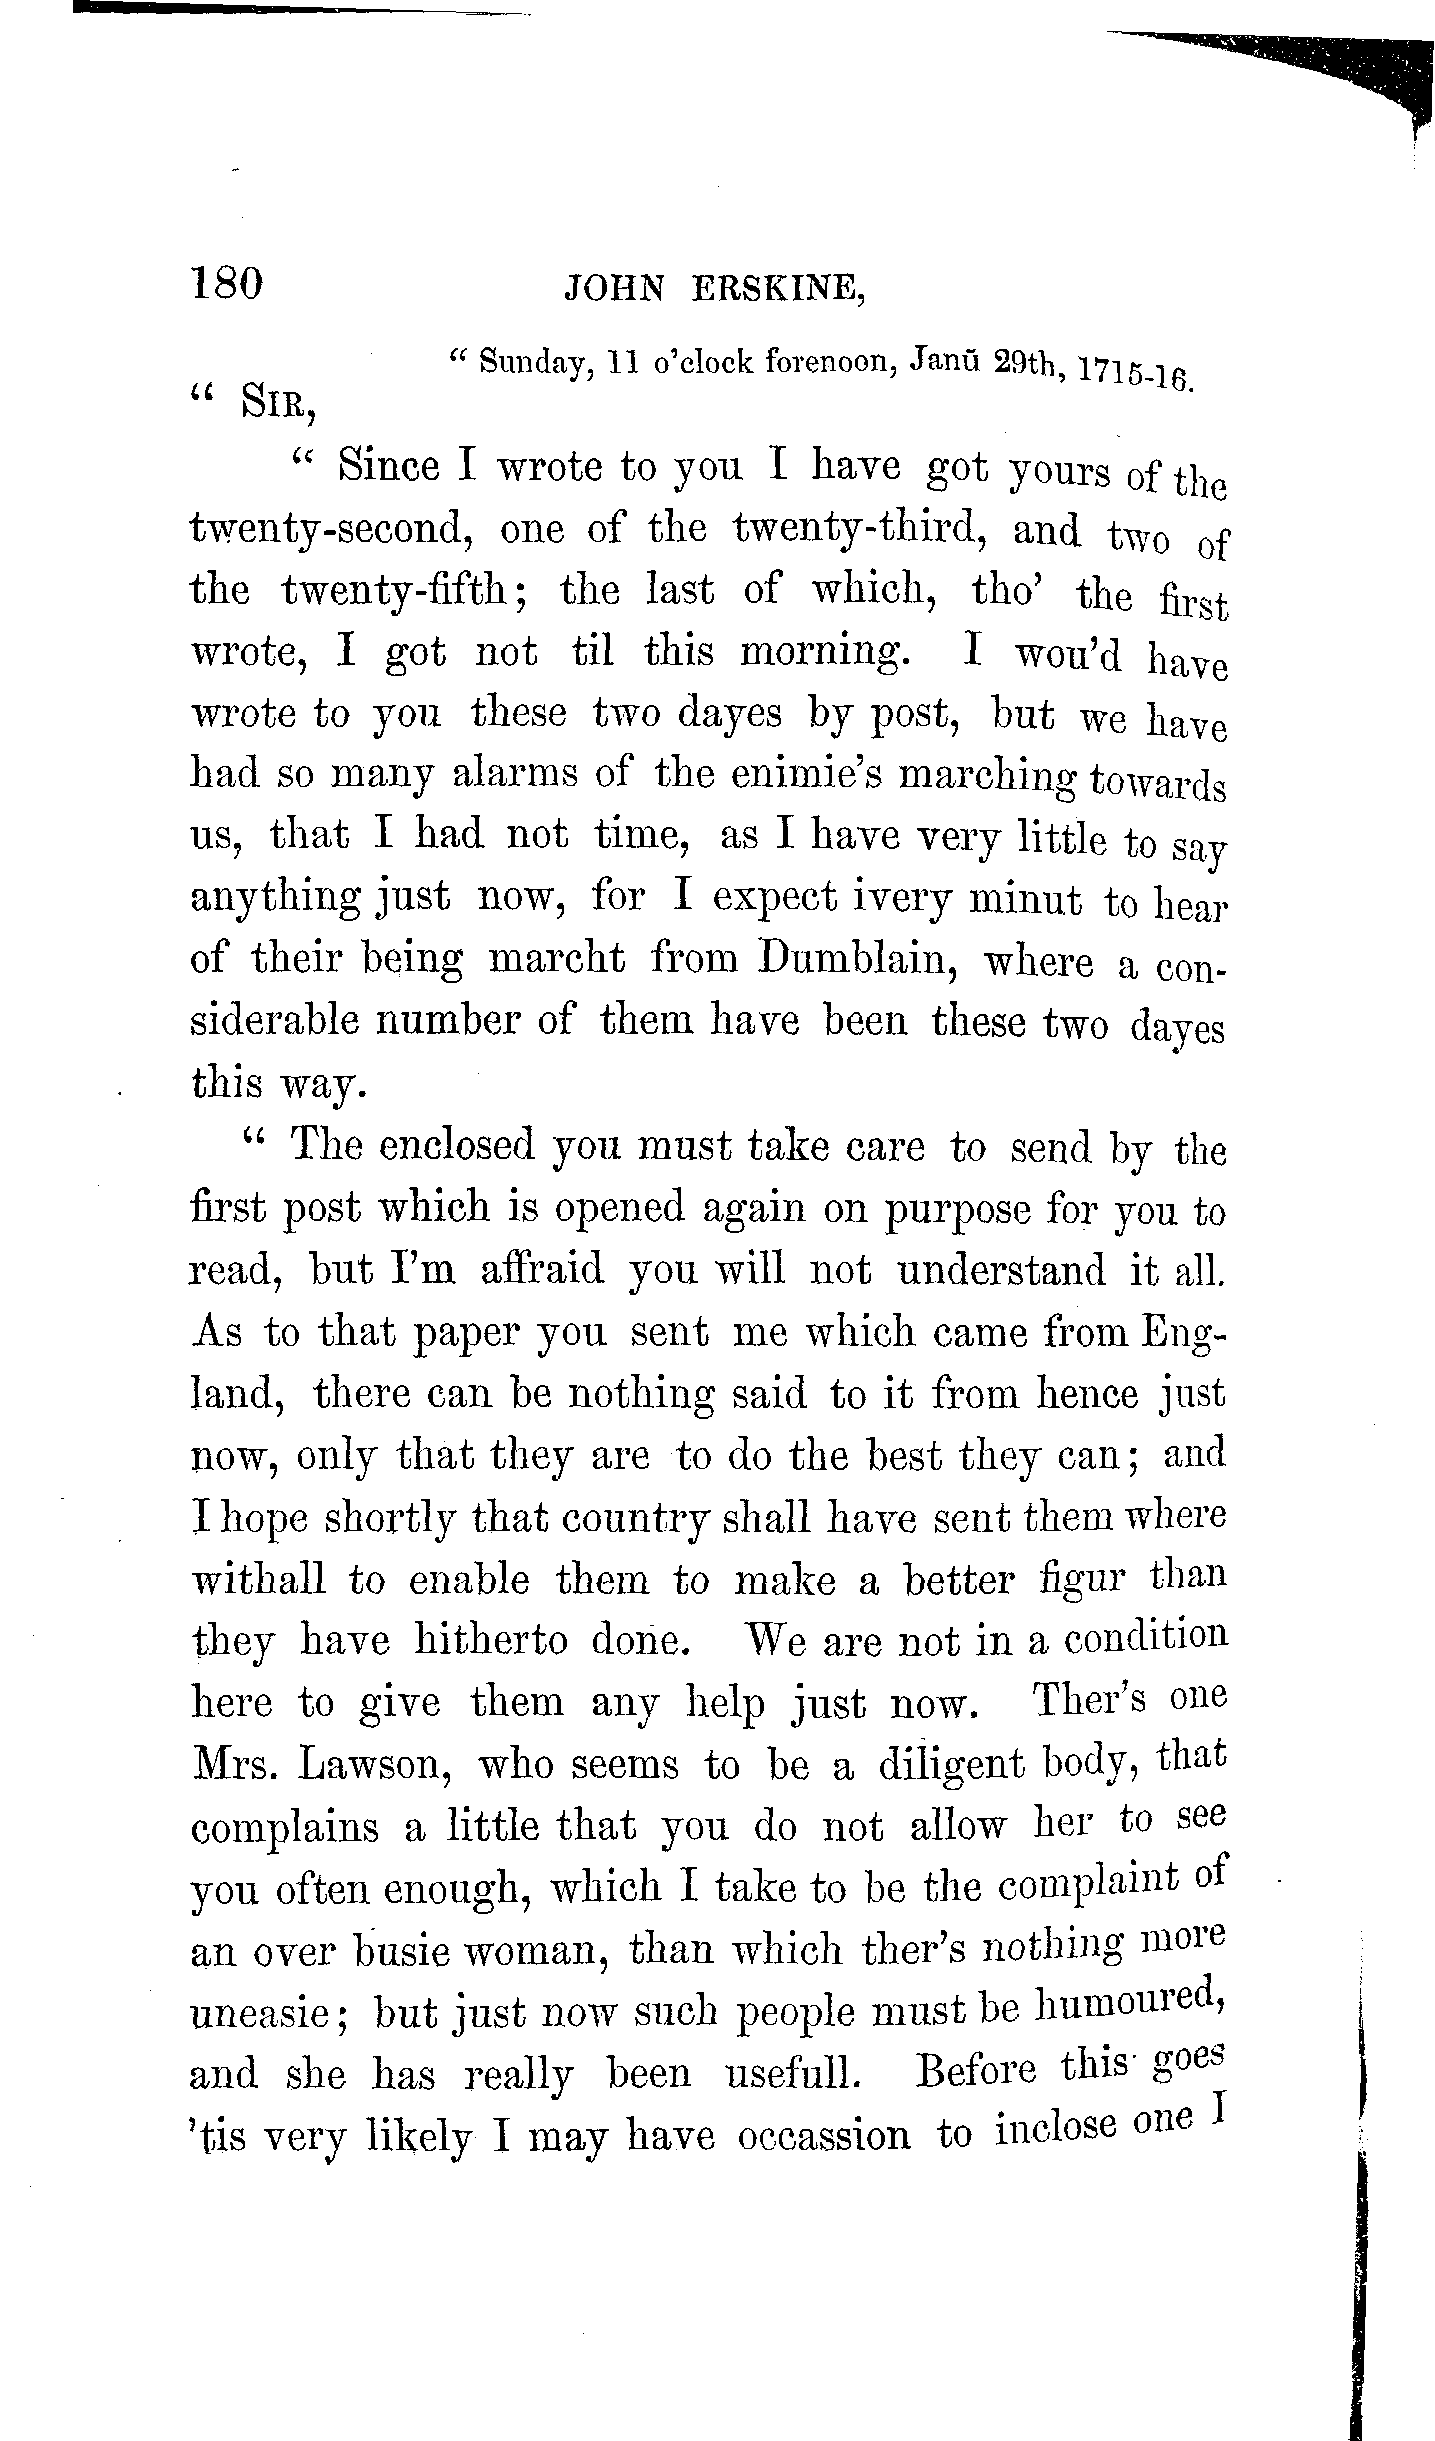 180 JOHN ERSKINE,
“ Sunday, 11 o’clock forenoon, Janū 29th, 1715-16.
“ SIR,
“ Since I wrote to you I have got yours of the
twenty-second, one of the twenty-third, and two of
the twenty-fifth; the last of which, tho’ the first
wrote, I got not til this morning. I wou’d have
wrote to you these two dayes by post, but we have
had so many alarms of the enimie’s marching towards
us, that I had not time, as I have very little to say
anything just now, for I expect ivery minut to hear
of their being marcht from Dumblain, where a con-
siderable number of them have been these two dayes
this way.
“ The enclosed you must take care to send by the
first post which is opened again on purpose for you to
read, but I’m affraid you will not understand it all.
As to that paper you sent me which came from Eng-
land, there can be nothing said to it from hence just
now, only that they are to do the best they can; and
I hope shortly that country shall have sent them where
withall to enable them to make a better figur than
they have hitherto done. We are not in a condition
here to give them any help just now. Ther’s one
Mrs. Lawson, who seems to be a diligent body, that
complains a little that you do not allow her to see
you often enough, which I take to be the complaint of
an over busie woman, than which ther’s nothing more
uneasie; but just now such people must be humoured,
and she has really been usefull. Before this goes
’tis very likely I may have occassion to inclose one I